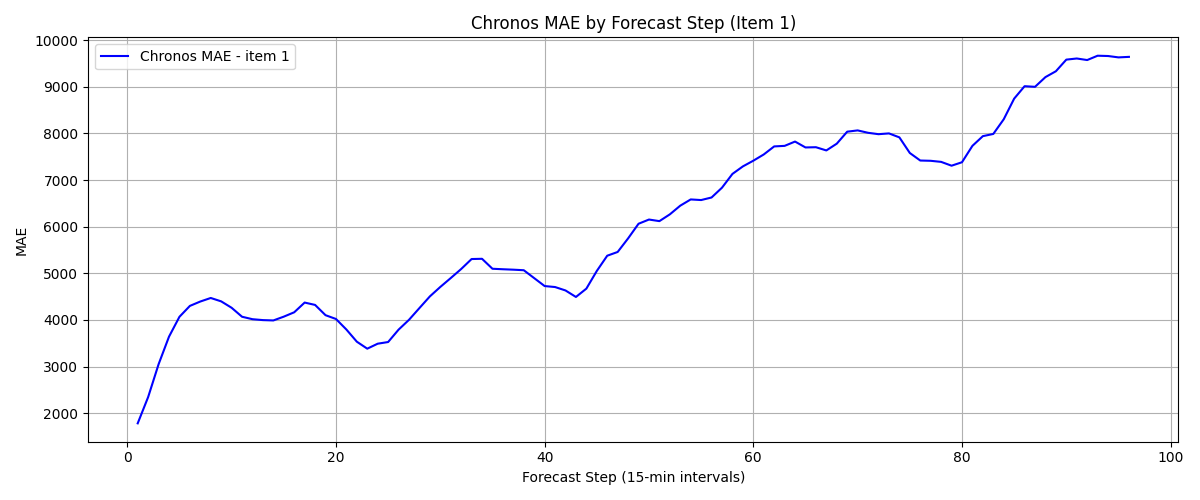 Chronos MAE by Forecast Step (Item 1)
Chronos MAE - item 1
MAE
10000
9000
8000
7000
6000
5000
4000
3000
2000
0 20 40 60 80 100
Forecast Step (15-min intervals)